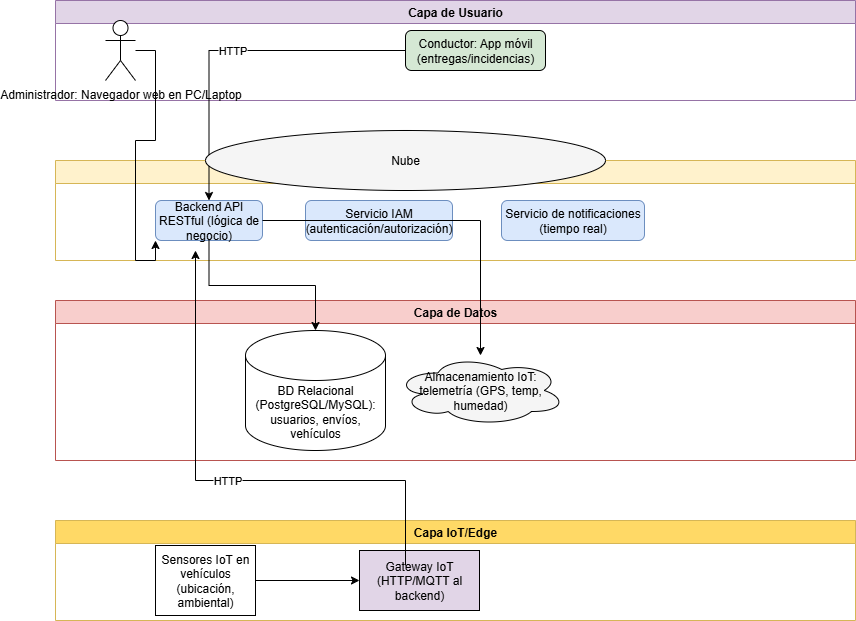 Capa de Usuario
HTTP
Conductor: App móvil
(entregas/incidencias)
Administrador: Navegador web en PC/Laptop
Nube
Backend API
RESTful (lógica de
negocio)
Servicio IAM
(autenticación/autorización)
Servicio de notificaciones
(tiempo real)
Capa de Datos
BD Relacional
(PostgreSQL/MySQL):
usuarios, envíos,
vehículos
Almacenamiento IoT:
telemetría (GPS, temp,
humedad)
HTTP
Capa IoT/Edge
Sensores IoT en
vehículos
(ubicación,
ambiental)
Gateway IoT
(HTTP/MQTT al
backend)